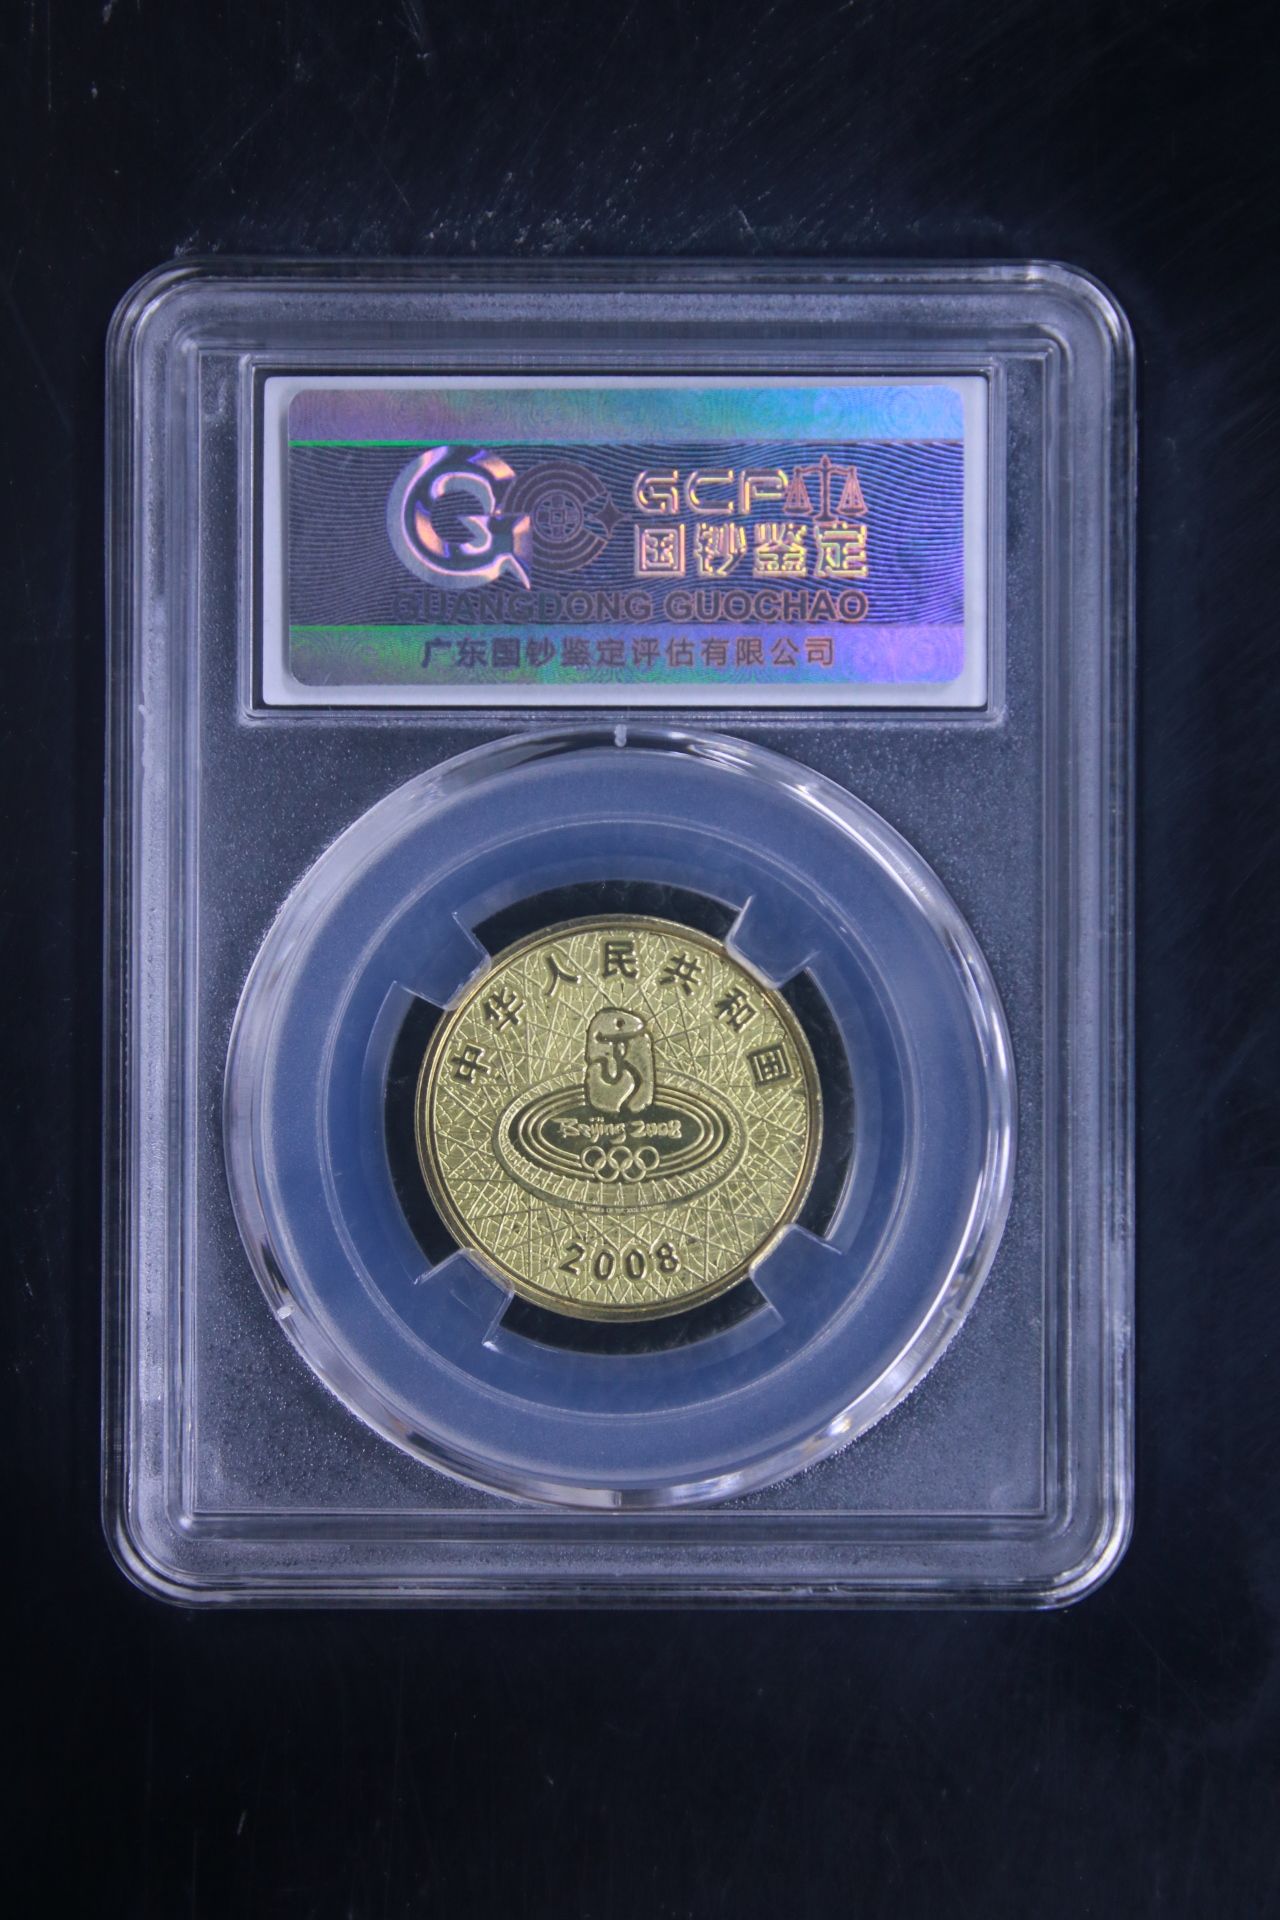 GCPA
国钞鉴定
GUANGDONG GUOCHAO
广东国钞鉴定评估有限公司
中华人民共和国
Beijing 2008
2008